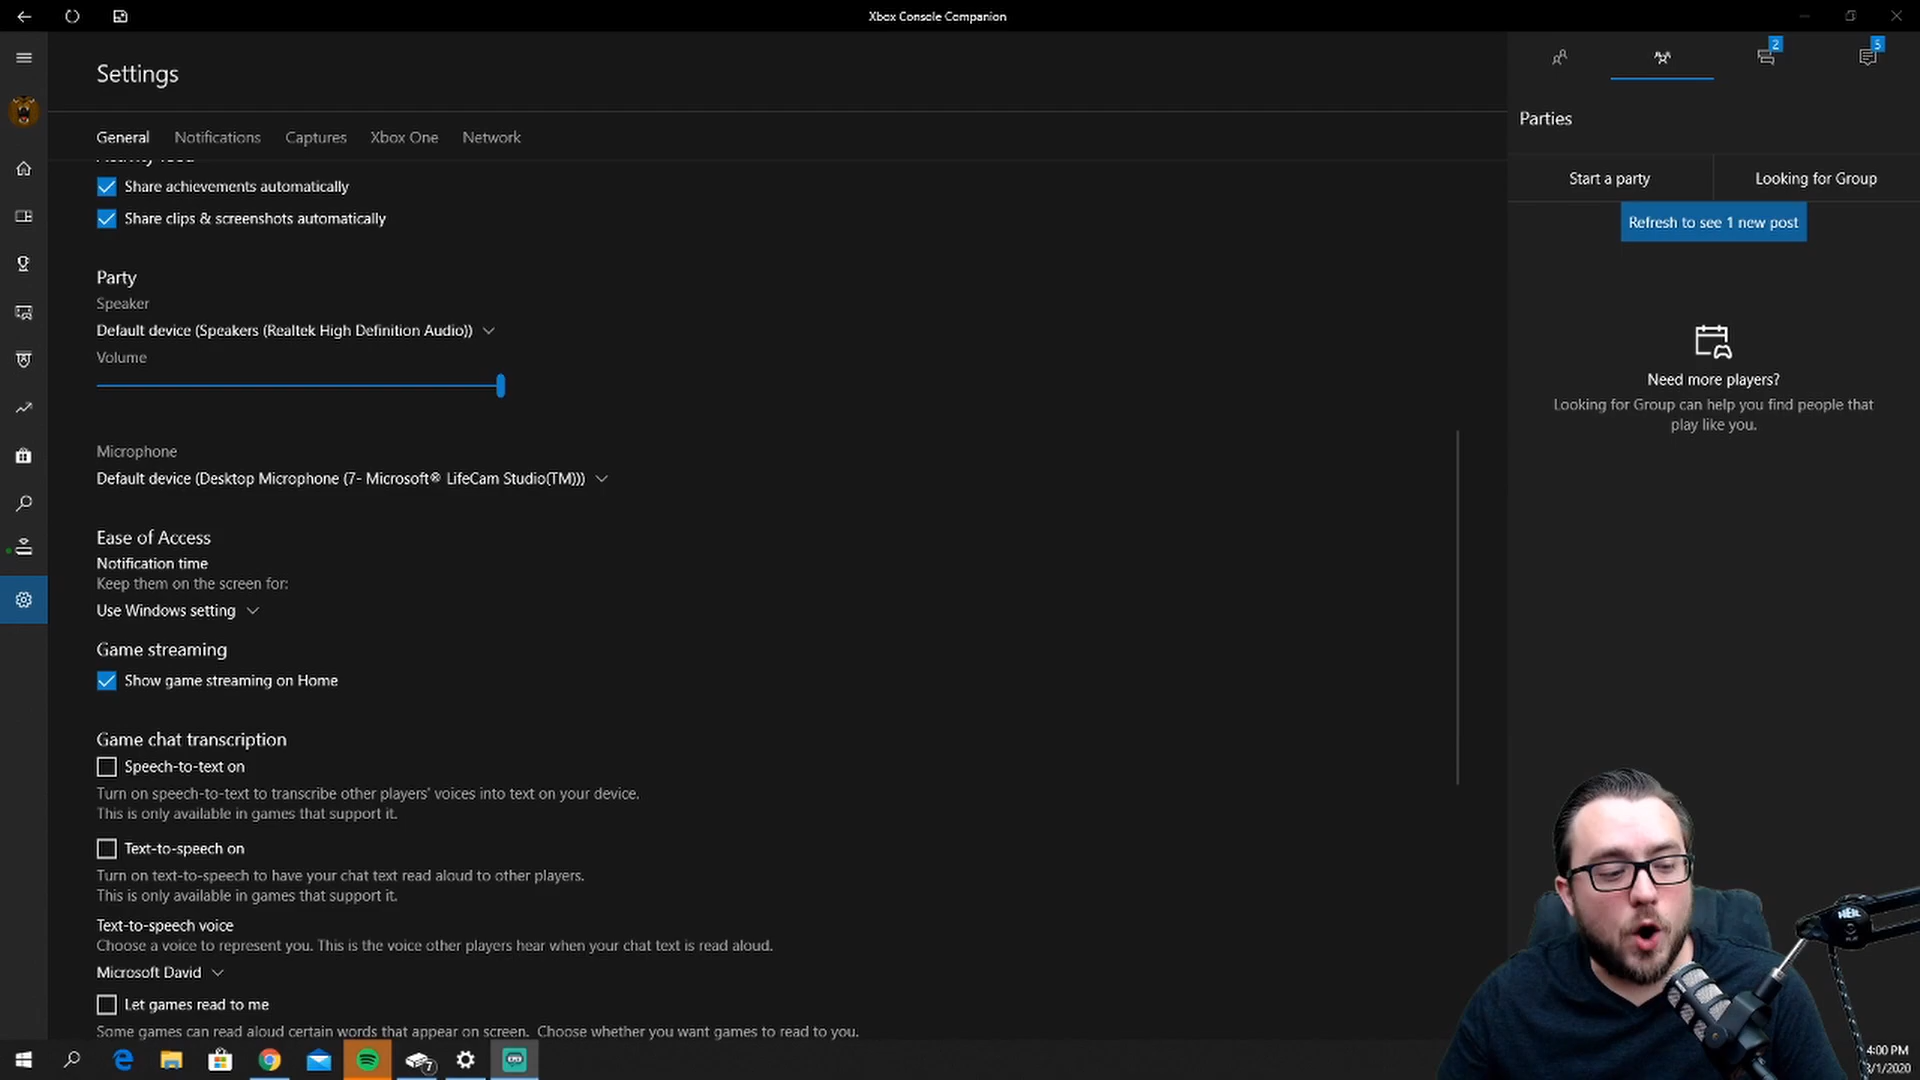 Xbox Console Companion
Settings
General Notifications Captures Xbox One Network
Share achievements automatically
Share clips & screenshots automatically
Party
Speaker
Default device (Speakers (Realtek High Definition Audio))
Volume
Microphone
Default device (Desktop Microphone (7- Microsoft® LifeCam Studio(TM)))
Ease of Access
Notification time
Keep them on the screen for:
Use Windows setting
Game streaming
Show game streaming on Home
Game chat transcription
Speech-to-text on
Turn on speech-to-text to transcribe other players' voices into text on your device.
This is only available in games that support it.
Text-to-speech on
Turn on text-to-speech to have your chat text read aloud to other players.
This is only available in games that support it.
Text-to-speech voice
Choose a voice to represent you. This is the voice other players hear when your chat text is read aloud.
Microsoft David
Let games read to me
Some games can read aloud certain words that appear on screen. Choose whether you want games to read to you.
2
5
Parties
Start a party
Looking for Group
Refresh to see 1 new post
Need more players?
Looking for Group can help you find people that
play like you.
HEIL
7
4:00 PM
/1/2020